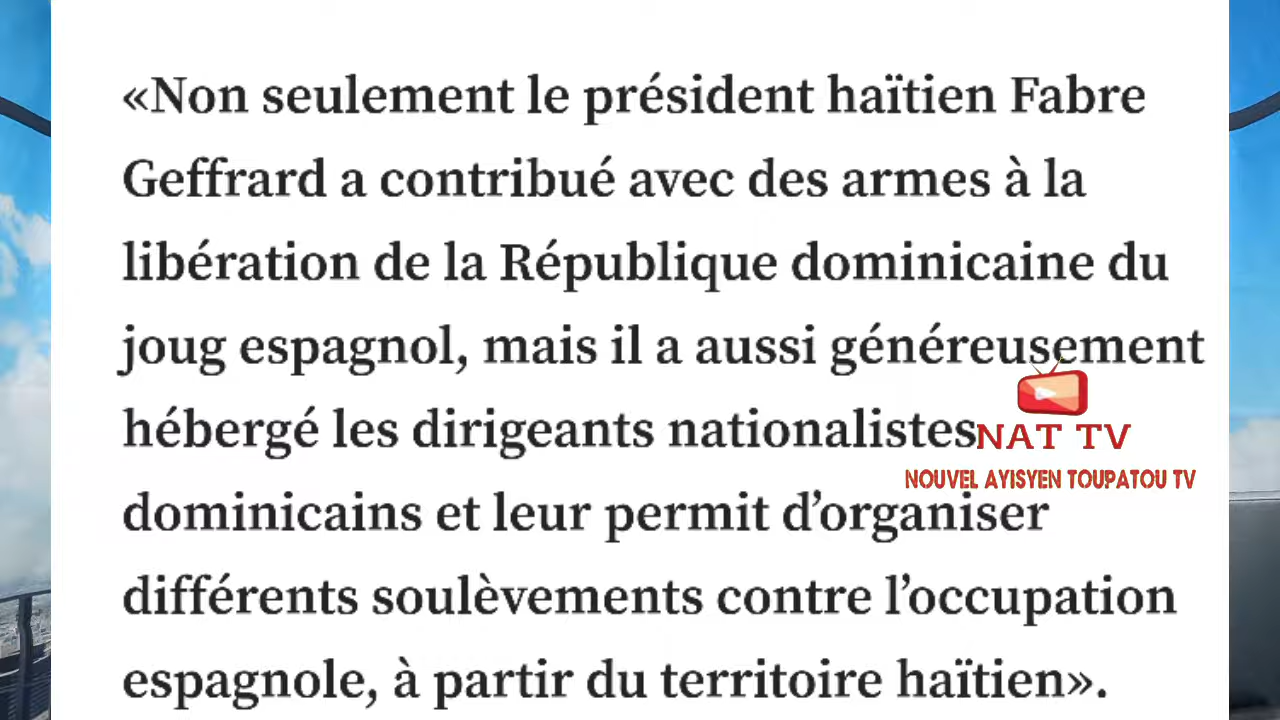 «Non seulement le président haïtien Fabre
Geffrard a contribué avec des armes à la
libération de la République dominicaine du
joug espagnol, mais il a aussi généreusement
hébergé les dirigeants nationalistes
NAT TV
NOUVEL AYISYEN TOUPATOU TV
dominicains et leur permit d’organiser
différents soulèvements contre l’occupation
espagnole, à partir du territoire haïtien».